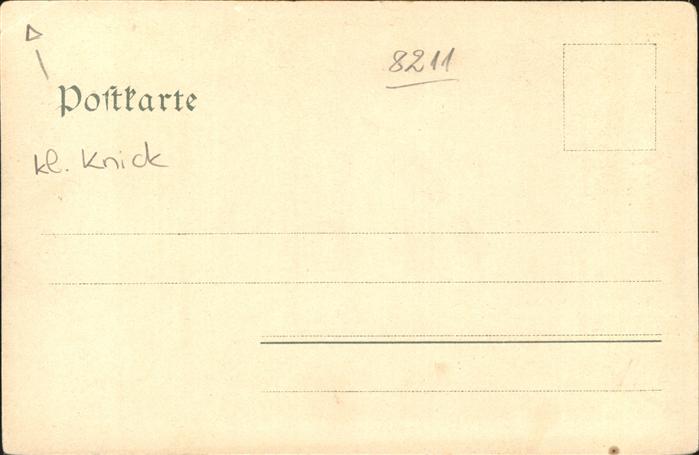 8211
Postkarte
kl. Knick